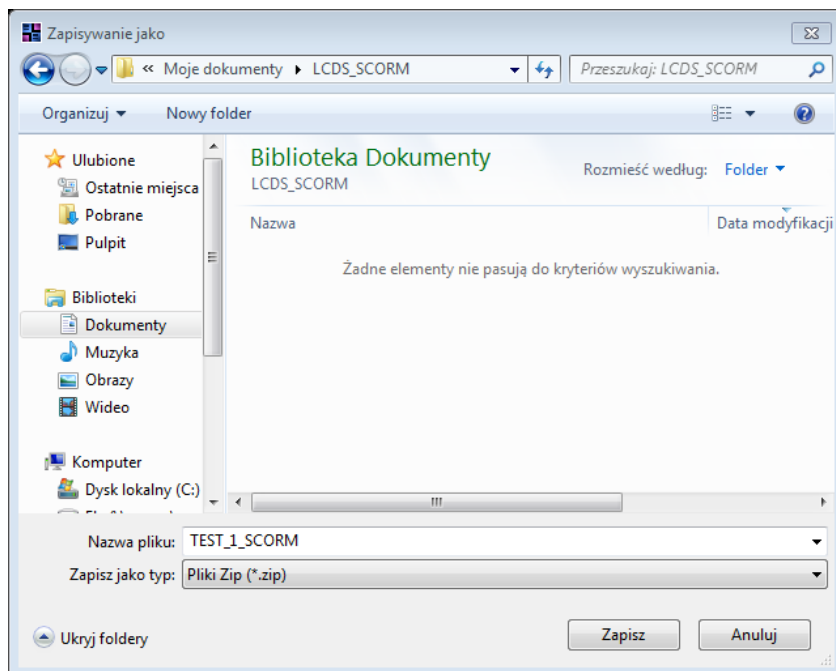 Zapisywanie jako
« Moje dokumenty ▸ LCDS_SCORM
Przeszukaj: LCDS_SCORM
Organizuj Nowy folder
Ulubione
Ostatnie miejsca
Pobrane
Pulpit
Biblioteki
Dokumenty
Muzyka
Obrazy
Wideo
Komputer
Dysk lokalny (C:)
Biblioteka Dokumenty
LCDS_SCORM
Rozmieść według: Folder
Nazwa Data modyfikacji
Żadne elementy nie pasują do kryteriów wyszukiwania.
Nazwa pliku: TEST_1_SCORM
Zapisz jako typ: Pliki Zip (*.zip)
Ukryj foldery Zapisz Anuluj